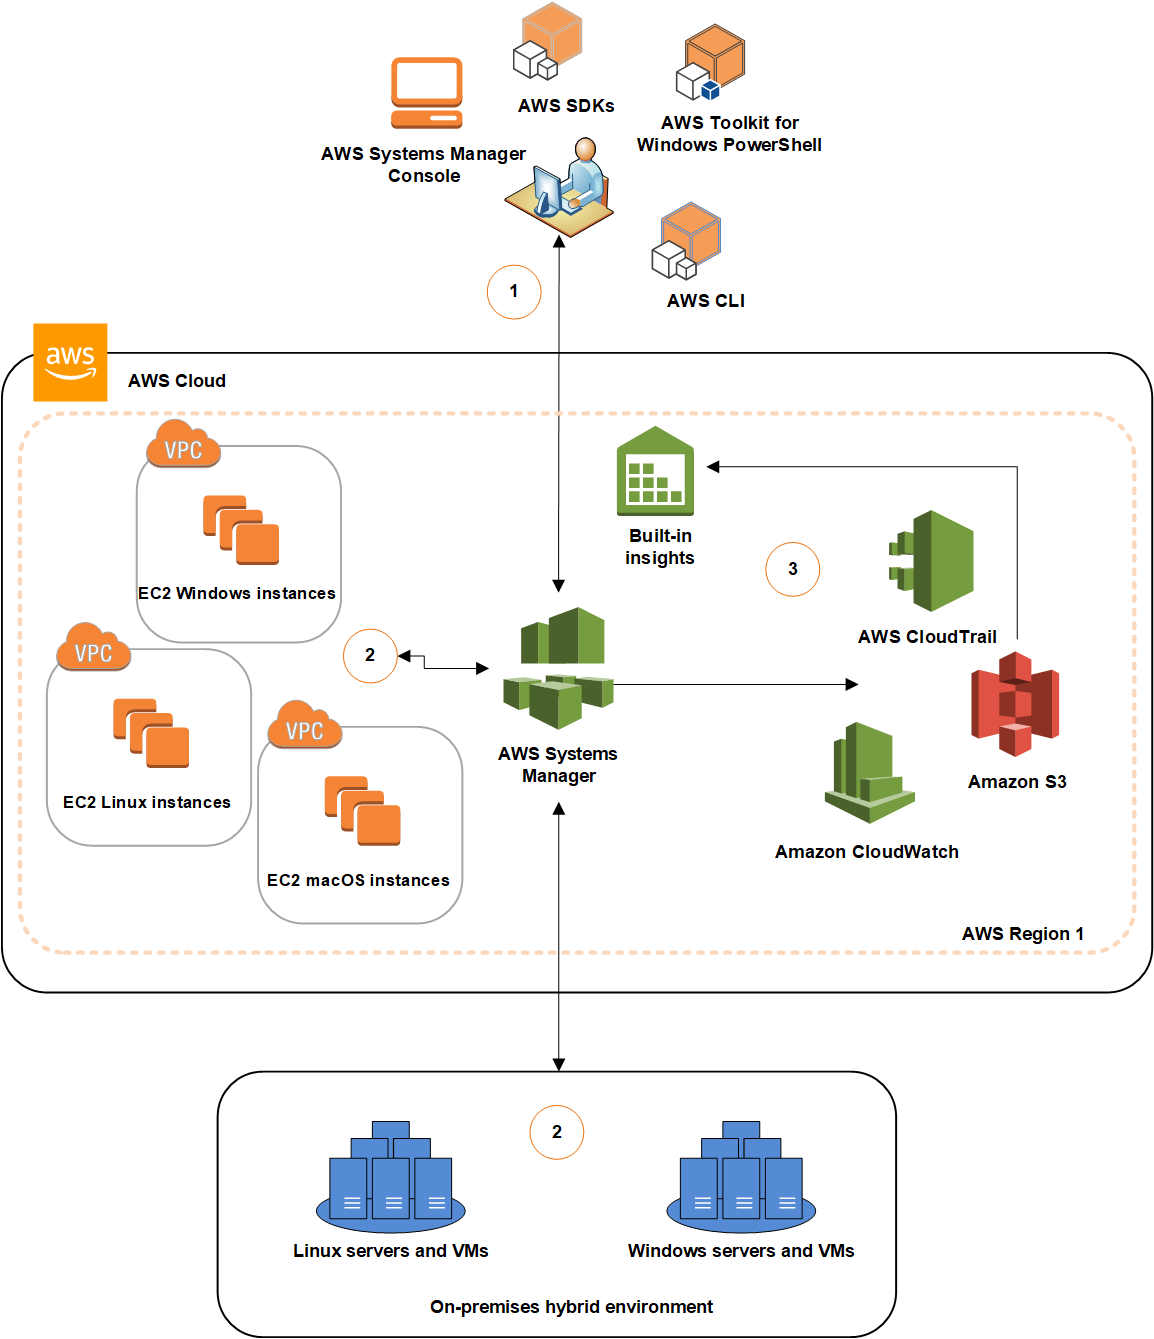 AWS SDKs
AWS Toolkit for
Windows PowerShell
AWS Systems Manager
Console
AWS CLI
1
aws
AWS Cloud
VPC
EC2 Windows instances
VPC
EC2 Linux instances
VPC
EC2 macOS instances
2
Built-in
insights
3
AWS CloudTrail
AWS Systems
Manager
Amazon S3
Amazon CloudWatch
AWS Region 1
2
Linux servers and VMs
Windows servers and VMs
On-premises hybrid environment